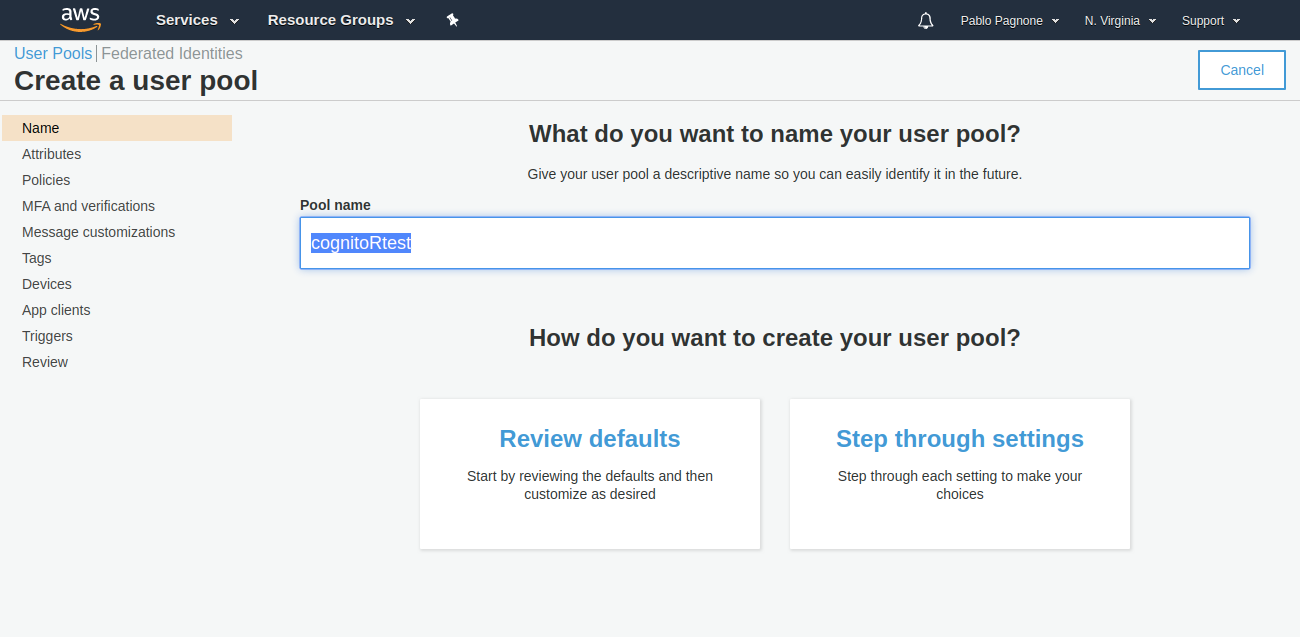 aws Services Resource Groups Pablo Pagnone N. Virginia Support
User Pools Federated Identities
Create a user pool
Cancel
Name
Attributes
Policies
MFA and verifications
Message customizations
Tags
Devices
App clients
Triggers
Review
What do you want to name your user pool?
Give your user pool a descriptive name so you can easily identify it in the future.
Pool name
cognitoRtest
How do you want to create your user pool?
Review defaults
Start by reviewing the defaults and then
customize as desired
Step through settings
Step through each setting to make your
choices